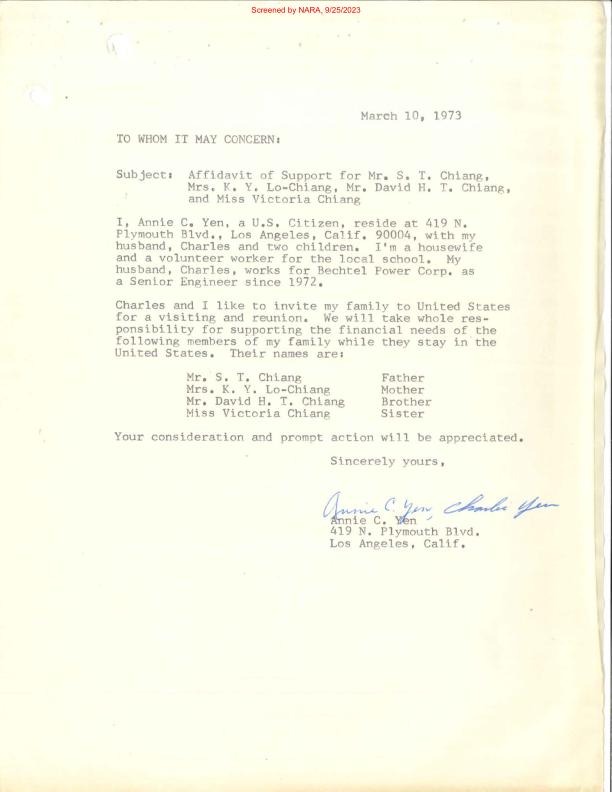 Screened by NARA, 9/25/2023
March 10, 1973
TO WHOM IT MAY CONCERN:
Subject: Affidavit of Support for Mr. S. T. Chiang,
Mrs. K. Y. Lo-Chiang, Mr. David H. T. Chiang,
and Miss Victoria Chiang
I, Annie C. Yen, a U.S. Citizen, reside at 419 N.
Plymouth Blvd., Los Angeles, Calif. 90004, with my
husband, Charles and two children. I'm a housewife
and a volunteer worker for the local school. My
husband, Charles, works for Bechtel Power Corp. as
a Senior Engineer since 1972.
Charles and I like to invite my family to United States
for a visiting and reunion. We will take whole res-
ponsibility for supporting the financial needs of the
following members of my family while they stay in the
United States. Their names are:
Mr. S. T. Chiang Father
Mrs. K. Y. Lo-Chiang Mother
Mr. David H. T. Chiang Brother
Miss Victoria Chiang Sister
Your consideration and prompt action will be appreciated.
Sincerely yours,
Annie C. Yen, Charlie Yen
Annie C. Yen
419 N. Plymouth Blvd.
Los Angeles, Calif.